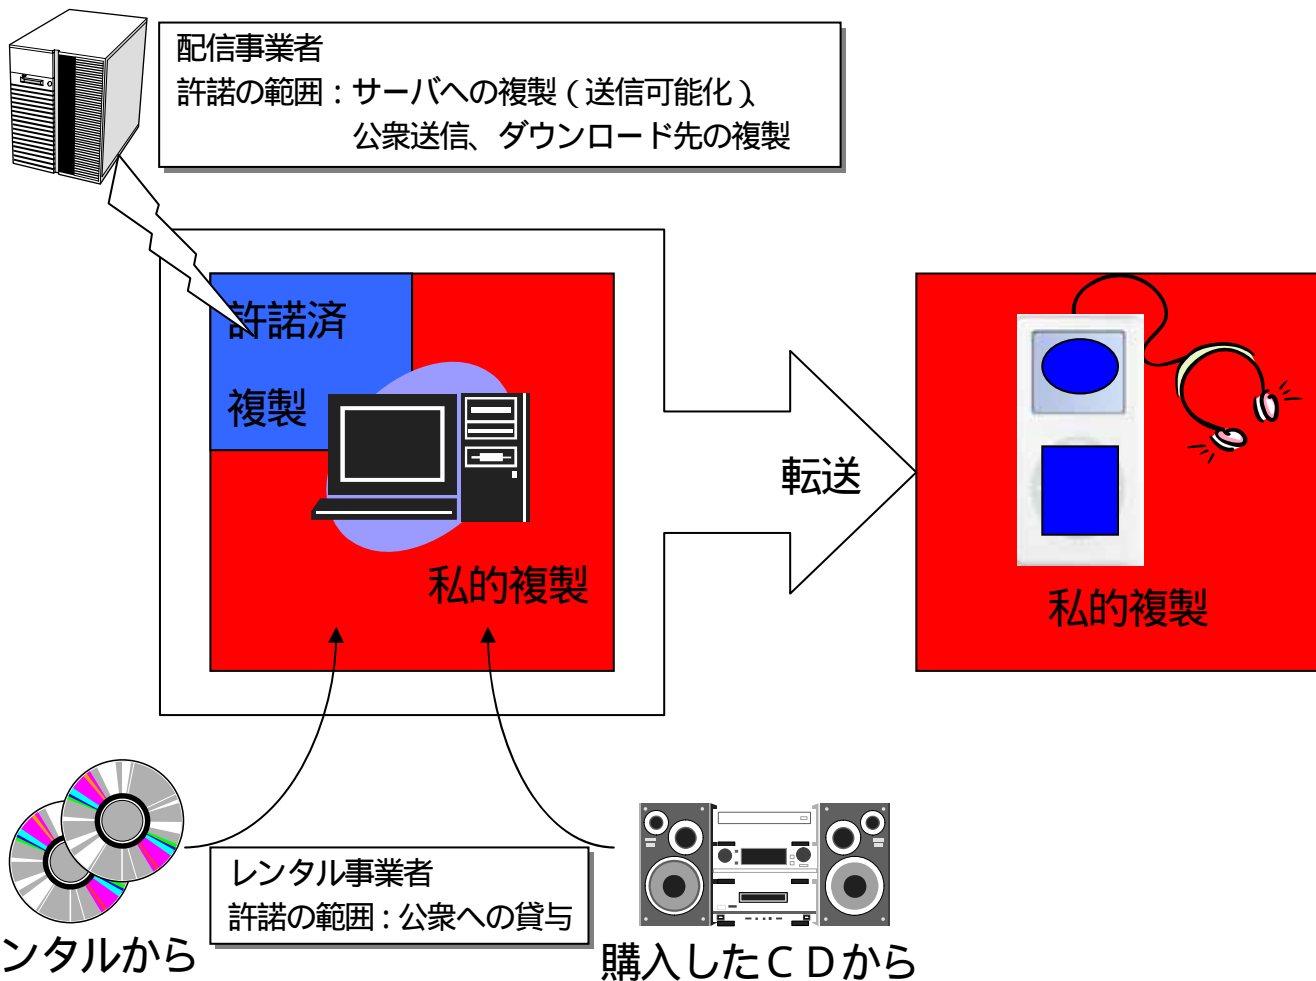 配信事業者
許諾の範囲：サーバへの複製（送信可能化）、
公衆送信、ダウンロード先の複製
許諾済
複製
転送
私的複製
私的複製
レンタル事業者
許諾の範囲：公衆への貸与
ンタルから
購入したＣＤから